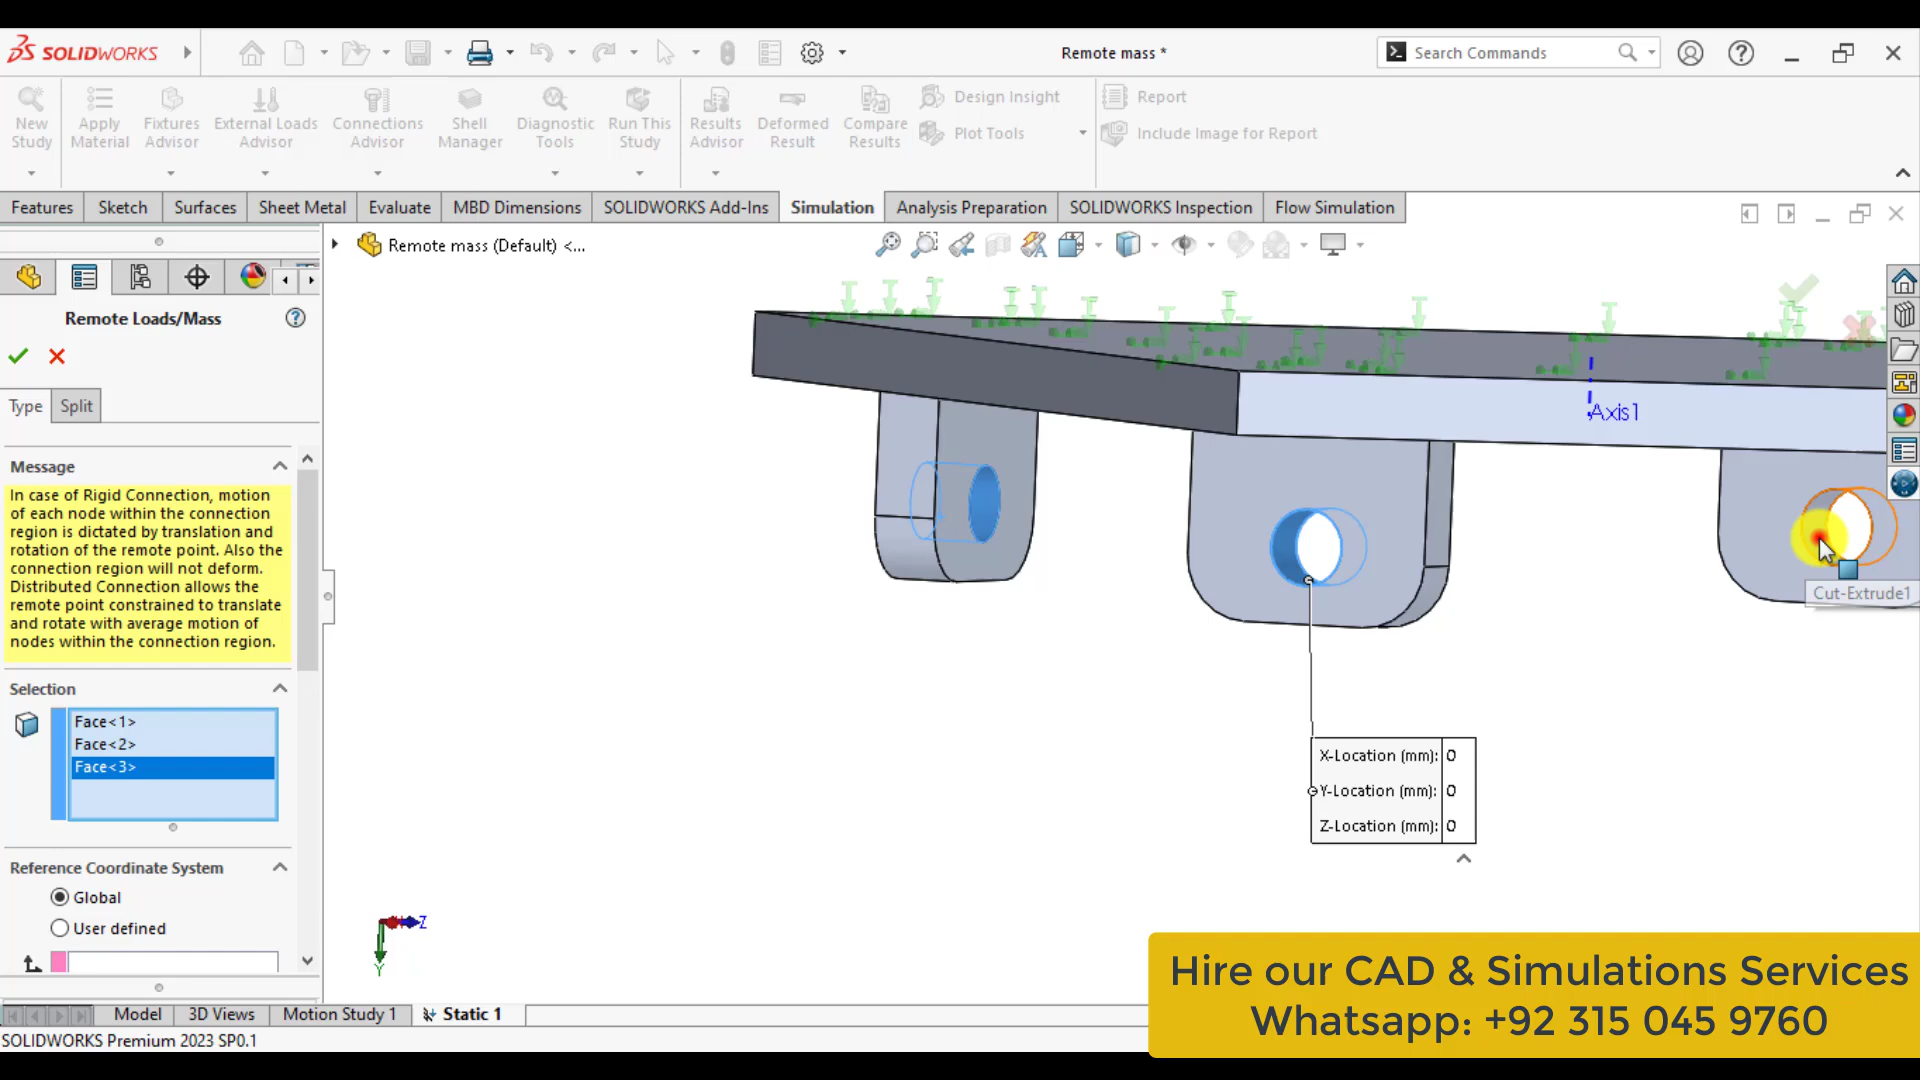 SOLIDWORKS
Remote mass *
Search Commands
New Study
Apply Material
Fixtures Advisor
External Loads Advisor
Connections Advisor
Shell Manager
Diagnostic Tools
Run This Study
Results Advisor
Deformed Result
Compare Results
Design Insight
Plot Tools
Report
Include Image for Report
Features
Sketch
Surfaces
Sheet Metal
Evaluate
MBD Dimensions
SOLIDWORKS Add-Ins
Simulation
Analysis Preparation
SOLIDWORKS Inspection
Flow Simulation
Remote mass (Default) <...
Remote Loads/Mass
Type
Split
Message
In case of Rigid Connection, motion
of each node within the connection
region is dictated by translation and
rotation of the remote point. Also the
connection region will not deform.
Distributed Connection allows the
remote point constrained to translate
and rotate with average motion of
nodes within the connection region.
Selection
Face<1>
Face<2>
Face<3>
Reference Coordinate System
Global
User defined
Axis1
Cut-Extrude1
X-Location (mm): 0
Y-Location (mm): 0
Z-Location (mm): 0
Z
Y
Hire our CAD & Simulations Services
Whatsapp: +92 315 045 9760
Model
3D Views
Motion Study 1
Static 1
SOLIDWORKS Premium 2023 SP0.1